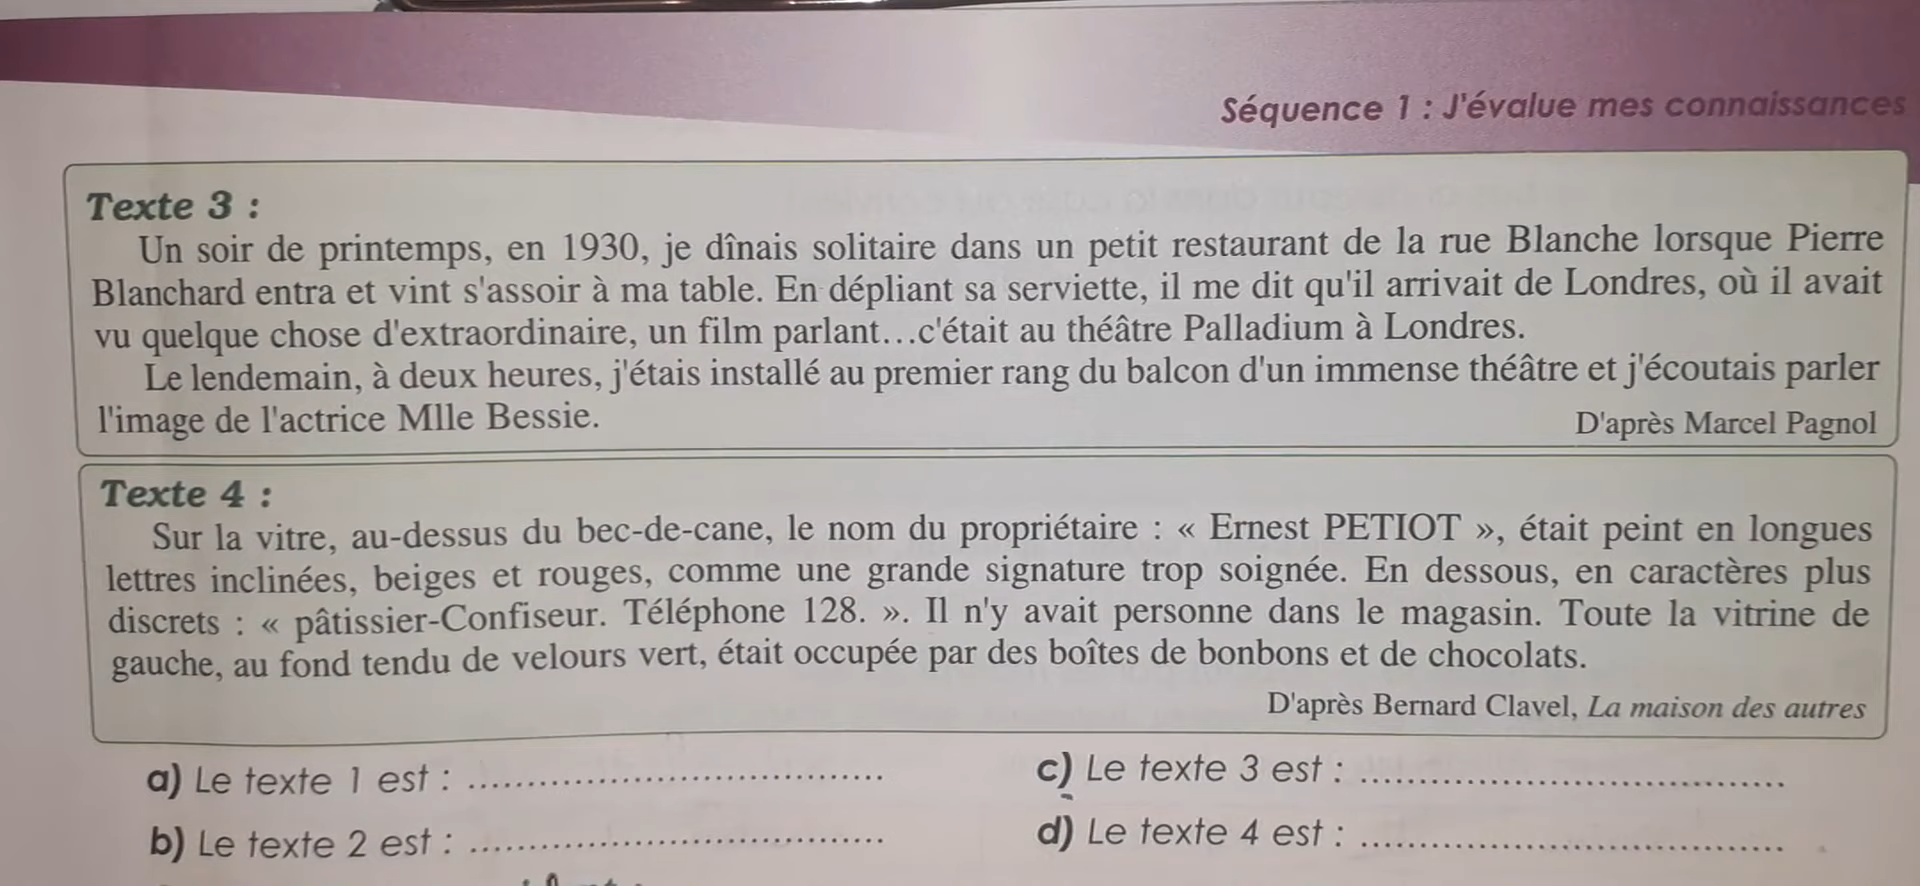 Séquence 1 : J'évalue mes connaissances
Texte 3 :
Un soir de printemps, en 1930, je dînais solitaire dans un petit restaurant de la rue Blanche lorsque Pierre
Blanchard entra et vint s'assoir à ma table. En dépliant sa serviette, il me dit qu'il arrivait de Londres, où il avait
vu quelque chose d'extraordinaire, un film parlant...c'était au théâtre Palladium à Londres.
Le lendemain, à deux heures, j'étais installé au premier rang du balcon d'un immense théâtre et j'écoutais parler
l'image de l'actrice Mlle Bessie.
D'après Marcel Pagnol
Texte 4 :
Sur la vitre, au-dessus du bec-de-cane, le nom du propriétaire : « Ernest PETIOT », était peint en longues
lettres inclinées, beiges et rouges, comme une grande signature trop soignée. En dessous, en caractères plus
discrets : « pâtissier-Confiseur. Téléphone 128. ». Il n'y avait personne dans le magasin. Toute la vitrine de
gauche, au fond tendu de velours vert, était occupée par des boîtes de bonbons et de chocolats.
D'après Bernard Clavel, La maison des autres
a) Le texte 1 est : ........................................
c) Le texte 3 est : ........................................
b) Le texte 2 est : ........................................
d) Le texte 4 est : ........................................